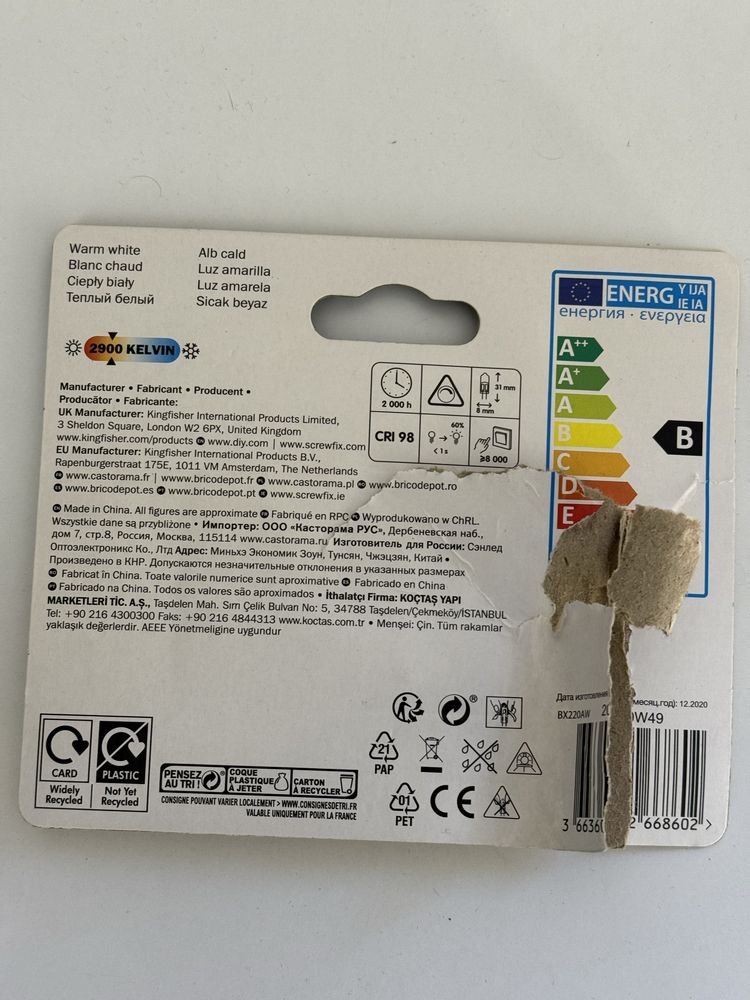 Warm white
Blanc chaud
Ciepły biały
Теплый белый
Alb cald
Luz amarilla
Luz amarela
Sicak beyaz
2900 KELVIN
Manufacturer • Fabricant • Producent •
Producător • Fabricante:
UK Manufacturer: Kingfisher International Products Limited,
3 Sheldon Square, London W2 6PX, United Kingdom
www.kingfisher.com/products www.diy.com | www.screwfix.com
EU Manufacturer: Kingfisher International Products B.V.,
Rapenburgerstraat 175E, 1011 VM Amsterdam, The Netherlands
www.castorama.fr | www.bricodepot.fr www.castorama.pl www.bricodepot.ro
www.bricodepot.es www.bricodepot.pt www.screwfix.ie
Made in China. All figures are approximate Fabriqué en RPC Wyprodukowano w ChRL.
Wszystkie dane są przybliżone • Импортер: ООО «Касторама РУС», Дербеневская наб.,
дом 7, стр.8, Россия, Москва, 115114 www.castorama.ru Изготовитель для России: Сэнлед
Оптоэлектроникс Ко., Лтд Адрес: Миньхэ Экономик Зоун, Тунсян, Чжэцзян, Китай •
Произведено в КНР. Допускаются незначительные отклонения в указанных размерах
Fabricat în China. Toate valorile numerice sunt aproximative Fabricado en China
Fabricado na China. Todos os valores são aproximados • İthalatçı Firma: KOÇTAŞ YAPI
MARKETLERİ TİC. A.Ş., Taşdelen Mah. Sırrı Çelik Bulvarı No: 5, 34788 Taşdelen/Çekmeköy/İSTANBUL
Tel: +90 216 4300300 Faks: +90 216 4844313 www.koctas.com.tr • Menşei: Çin. Tüm rakamlar
yaklaşık değerlerdir. AEEE Yönetmeligine uygundur
2 000 h
31 mm
8 mm
CRI 98
60%
< 1 s
≥8 000
ENERG Y IJA
IE IA
енергия · ενεργεια
A++
A+
A
B
C
D
E
B
Дата изготовления
месяц.год): 12.2020
BX220AW 20
0W49
3 6636
2 668602 >
CARD
PLASTIC
Widely
Recycled
Not Yet
Recycled
PENSEZ
AU TRI !
COQUE
PLASTIQUE
À JETER
CARTON
À RECYCLER
CONSIGNE POUVANT VARIER LOCALEMENT > WWW.CONSIGNESDETRI.FR
VALABLE UNIQUEMENT POUR LA FRANCE
21
PAP
01
PET
CE